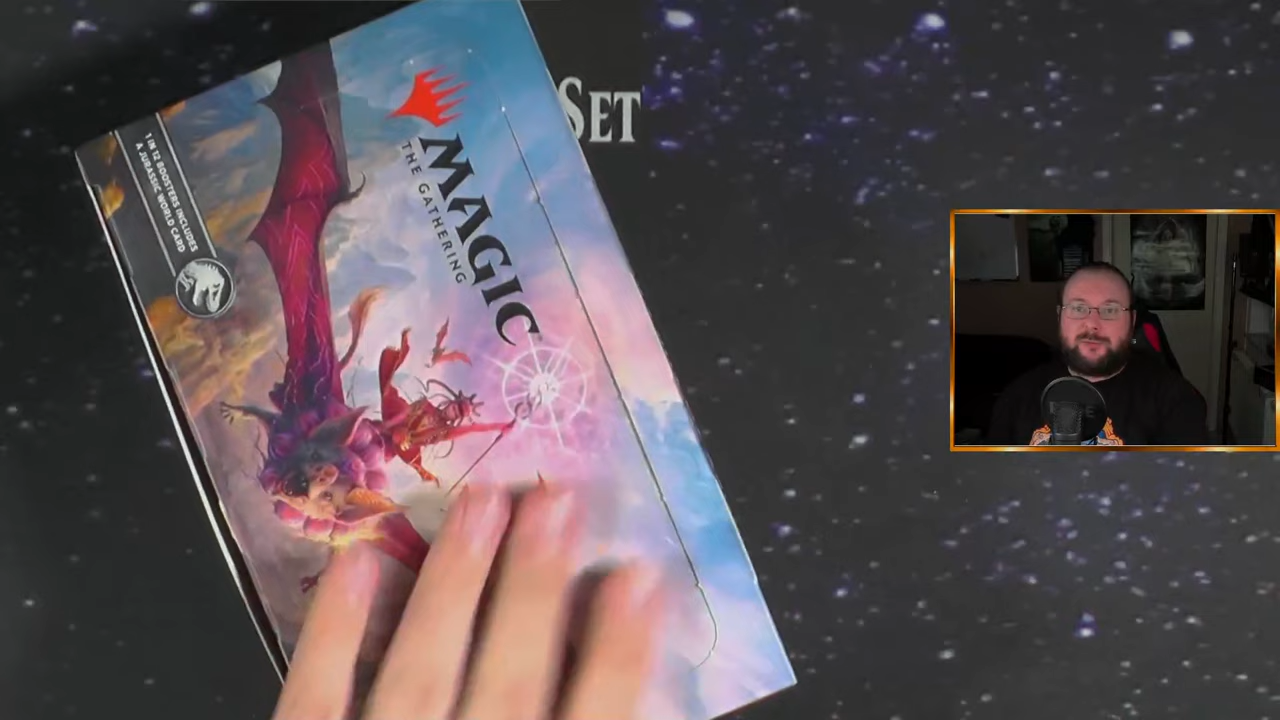 SET
MAGIC
THE GATHERING
1 IN 12 BOOSTERS INCLUDES
A JURASSIC WORLD CARD